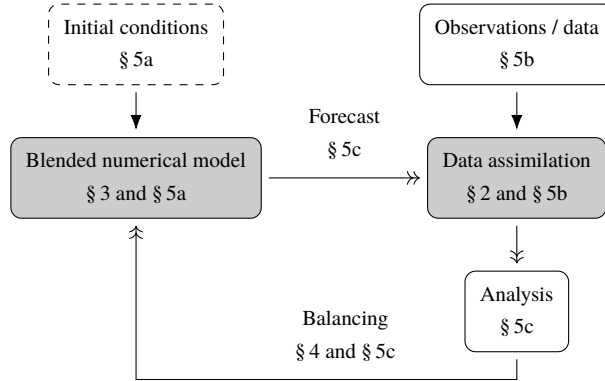 Initial conditions
§ 5a
Observations / data
§ 5b
Forecast
§ 5c
Blended numerical model
§ 3 and § 5a
Data assimilation
§ 2 and § 5b
Analysis
§ 5c
Balancing
§ 4 and § 5c